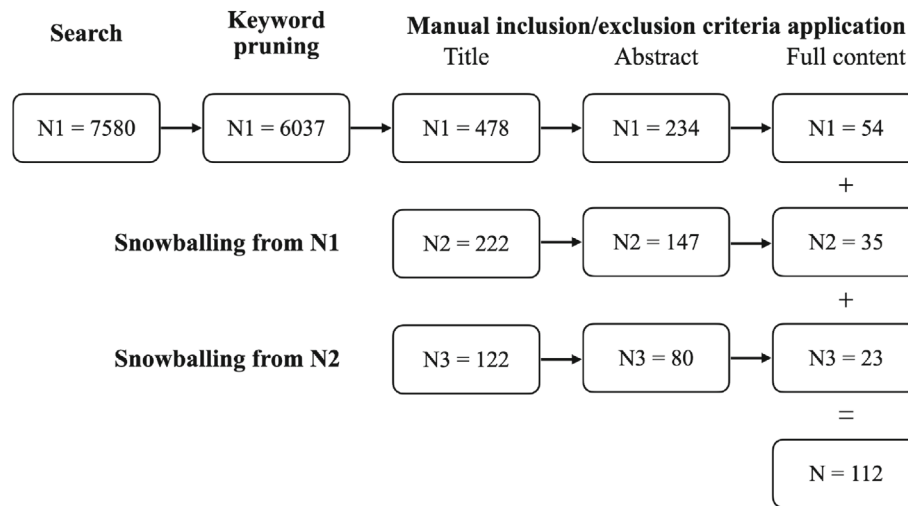 Search
Keyword
pruning
Manual inclusion/exclusion criteria application
Title Abstract Full content
N1 = 7580 N1 = 6037 N1 = 478 N1 = 234 N1 = 54
+
Snowballing from N1 N2 = 222 N2 = 147 N2 = 35
+
Snowballing from N2 N3 = 122 N3 = 80 N3 = 23
=
N = 112